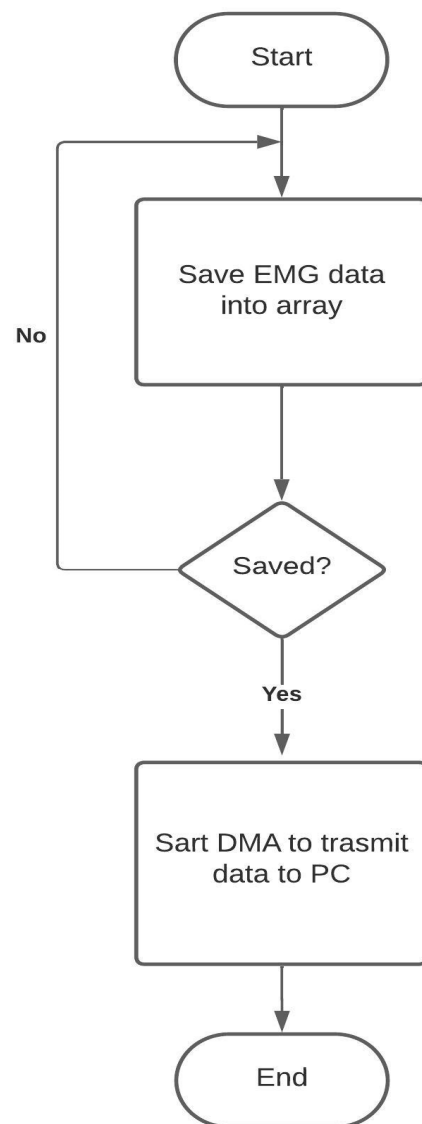 Start
Save EMG data
into array
No
Saved?
Yes
Sart DMA to trasmit
data to PC
End